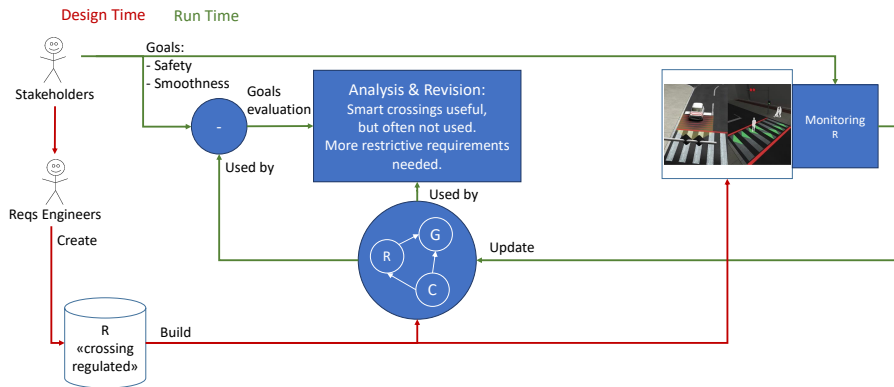 Design Time
Run Time
Goals:
- Safety
- Smoothness
Stakeholders
Goals
evaluation
-
Analysis & Revision:
Smart crossings useful,
but often not used.
More restrictive requirements
needed.
Monitoring
R
Used by
Used by
Reqs Engineers
Create
G
R
C
Update
R
«crossing
regulated»
Build